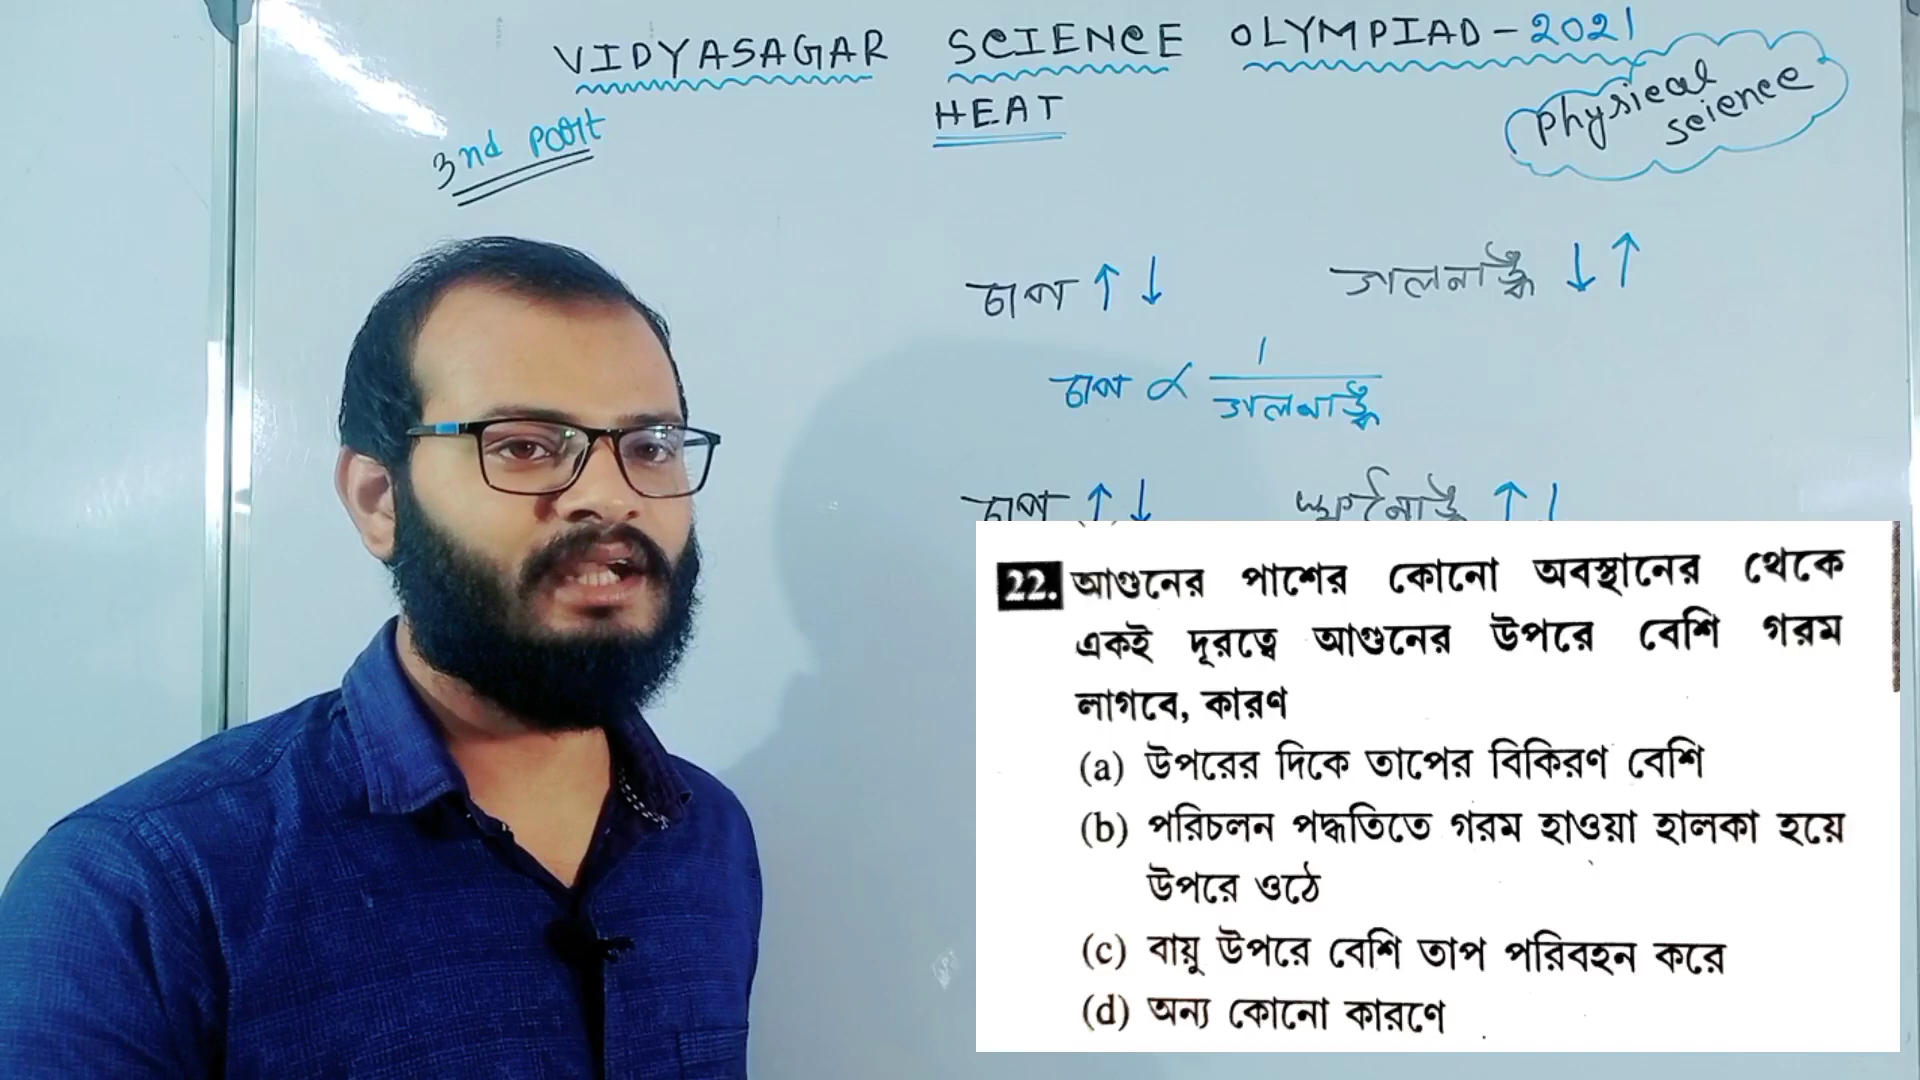 VIDYASAGAR SCIENCE OLYMPIAD - 2021
HEAT
3nd part
Physical
science
চাপ ↑ ↓ গলনাঙ্ক ↓ ↑
চাপ ∝ 1/গলনাঙ্ক
চাপ ↑ ↓ স্ফুটনাঙ্ক ↑ ↓
22. আগুনের পাশের কোনো অবস্থানের থেকে
একই দূরত্বে আগুনের উপরে বেশি গরম
লাগবে, কারণ
(a) উপরের দিকে তাপের বিকিরণ বেশি
(b) পরিচলন পদ্ধতিতে গরম হাওয়া হালকা হয়ে
উপরে ওঠে
(c) বায়ু উপরে বেশি তাপ পরিবহন করে
(d) অন্য কোনো কারণে